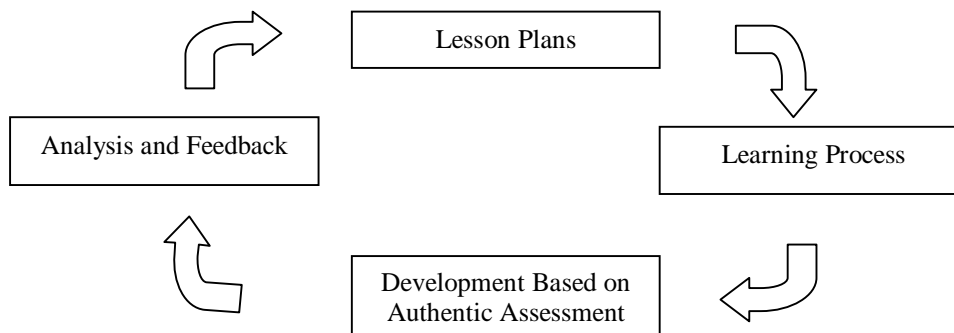 Lesson Plans
Analysis and Feedback
Learning Process
Development Based on
Authentic Assessment